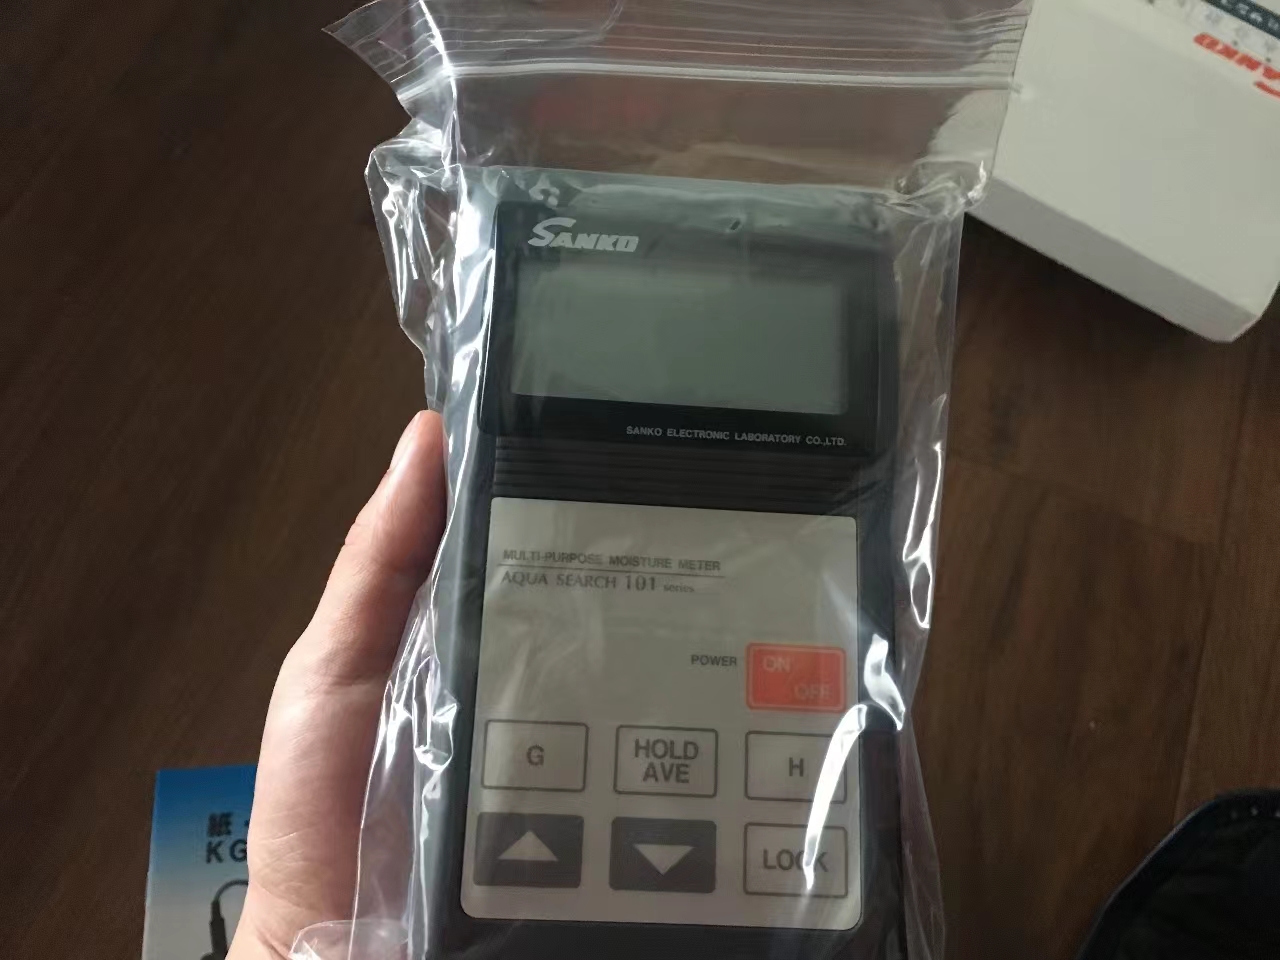 SANKO
SANKO
SANKO ELECTRONIC LABORATORY CO.,LTD.
MULTI-PURPOSE MOISTURE METER
AQUA SEARCH 101 series
POWER
ON
OFF
G
HOLD
AVE
H
LOCK
紙・
KG